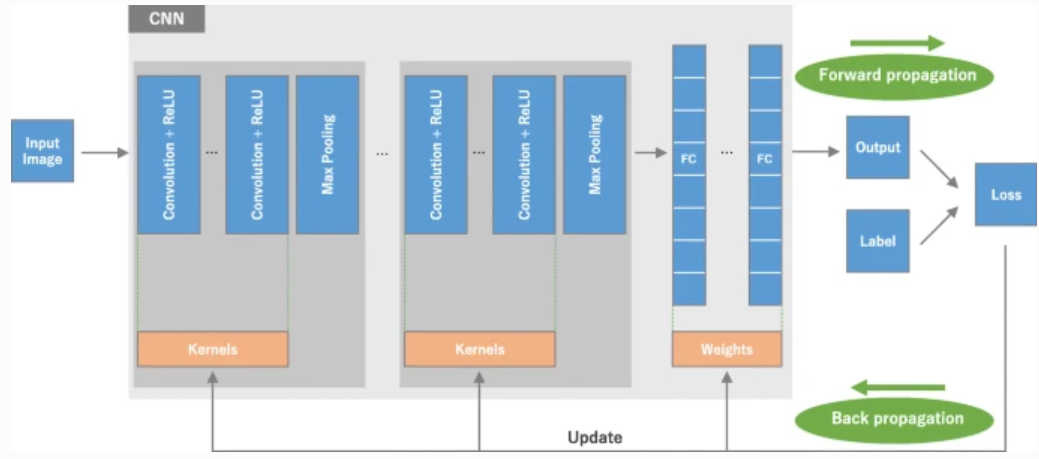 CNN
Forward propagation
Input
Image
Convolution + ReLU
...
Convolution + ReLU
Max Pooling
...
Convolution + ReLU
...
Convolution + ReLU
Max Pooling
FC
...
FC
Output
Label
Loss
Kernels
Kernels
Weights
Back propagation
Update